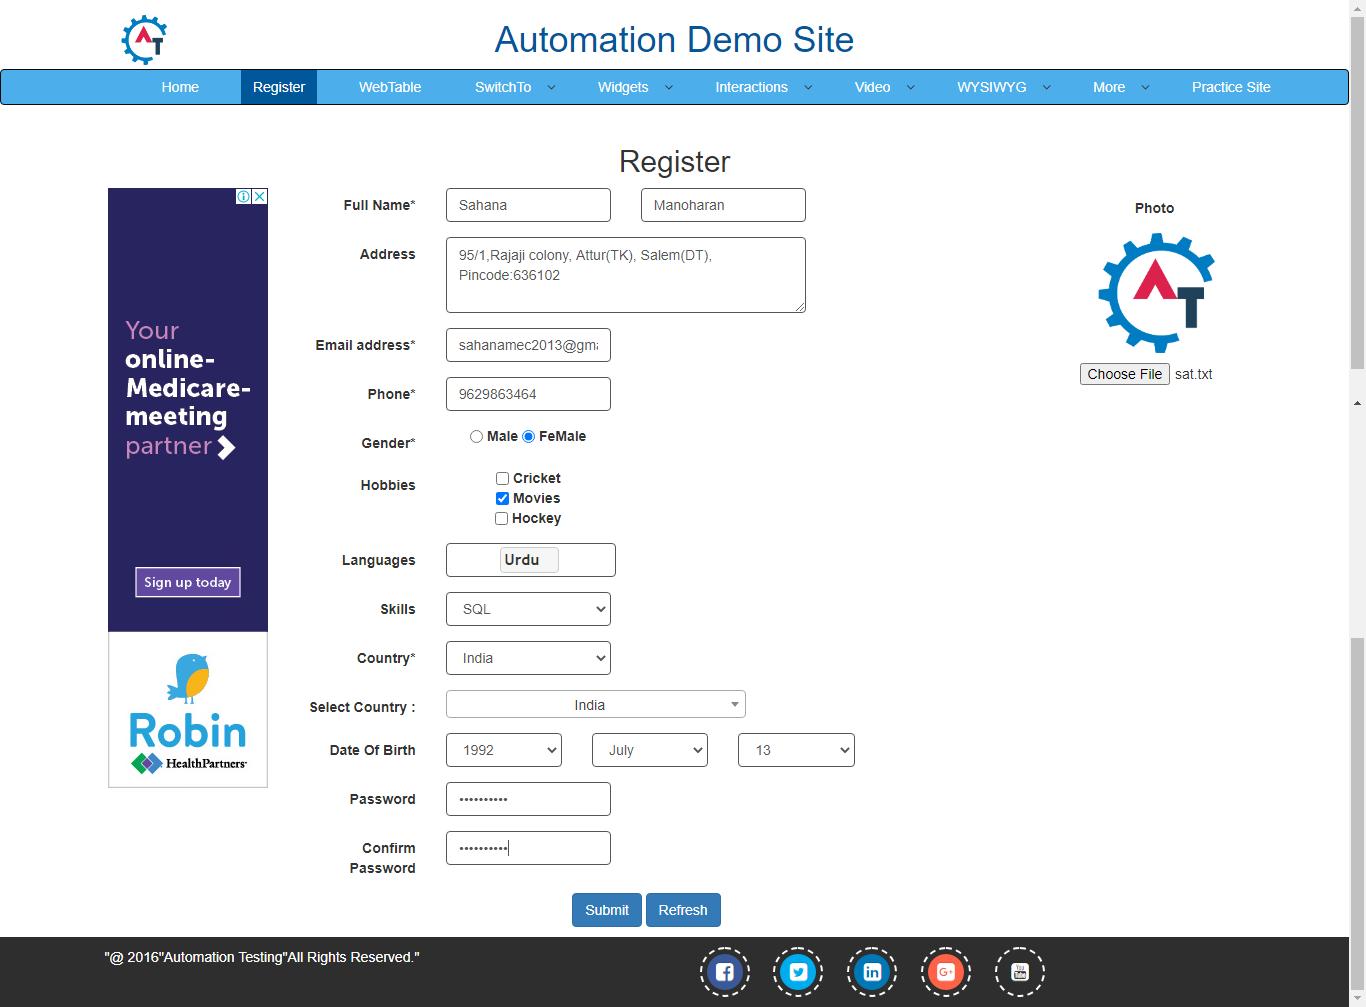 Automation Demo Site
Home Register WebTable SwitchTo Widgets Interactions Video WYSIWYG More Practice Site
Register
Full Name* Sahana Manoharan
Address 95/1,Rajaji colony, Attur(TK), Salem(DT),
Pincode:636102
Email address* sahanamec2013@gma
Phone* 9629863464
Gender* Male FeMale
Hobbies Cricket
Movies
Hockey
Languages Urdu
Skills SQL
Country* India
Select Country : India
Date Of Birth 1992 July 13
Password ••••••••••
Confirm
Password ••••••••••
Submit Refresh
Photo
AT
Choose File sat.txt
Your
online-
Medicare-
meeting
partner
Sign up today
Robin
HealthPartners
"@ 2016"Automation Testing"All Rights Reserved."